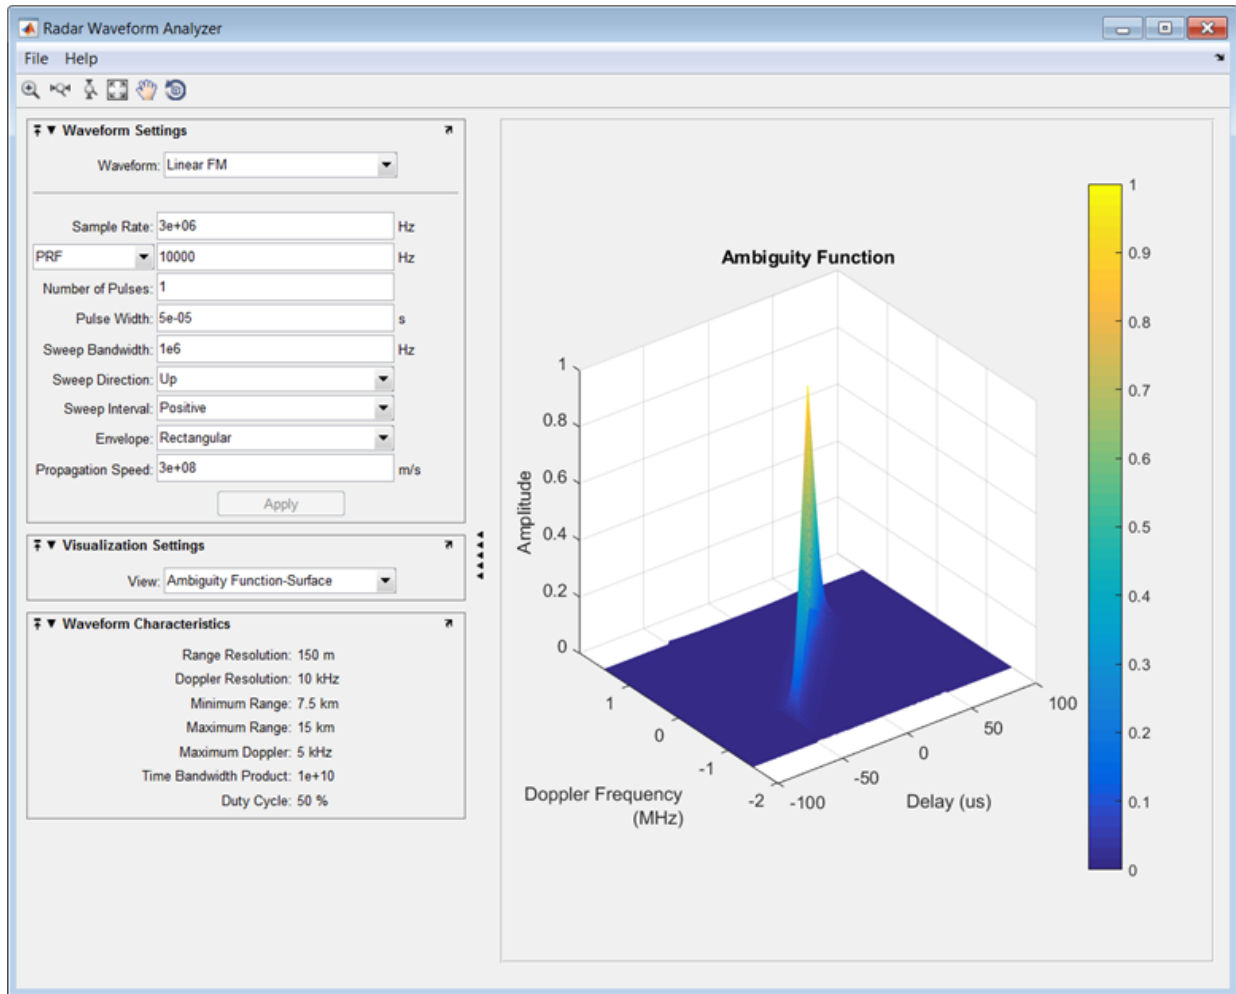 Radar Waveform Analyzer
File Help
Waveform Settings
Waveform: Linear FM
Sample Rate: 3e+06 Hz
PRF 10000 Hz
Number of Pulses: 1
Pulse Width: 5e-05 s
Sweep Bandwidth: 1e6 Hz
Sweep Direction: Up
Sweep Interval: Positive
Envelope: Rectangular
Propagation Speed: 3e+08 m/s
Apply
Visualization Settings
View: Ambiguity Function-Surface
Waveform Characteristics
Range Resolution: 150 m
Doppler Resolution: 10 kHz
Minimum Range: 7.5 km
Maximum Range: 15 km
Maximum Doppler: 5 kHz
Time Bandwidth Product: 1e+10
Duty Cycle: 50 %
Ambiguity Function
Amplitude
1
0.8
0.6
0.4
0.2
0
1
0
-1
-2
Doppler Frequency
(MHz)
-100
-50
0
50
100
Delay (us)
1
0.9
0.8
0.7
0.6
0.5
0.4
0.3
0.2
0.1
0